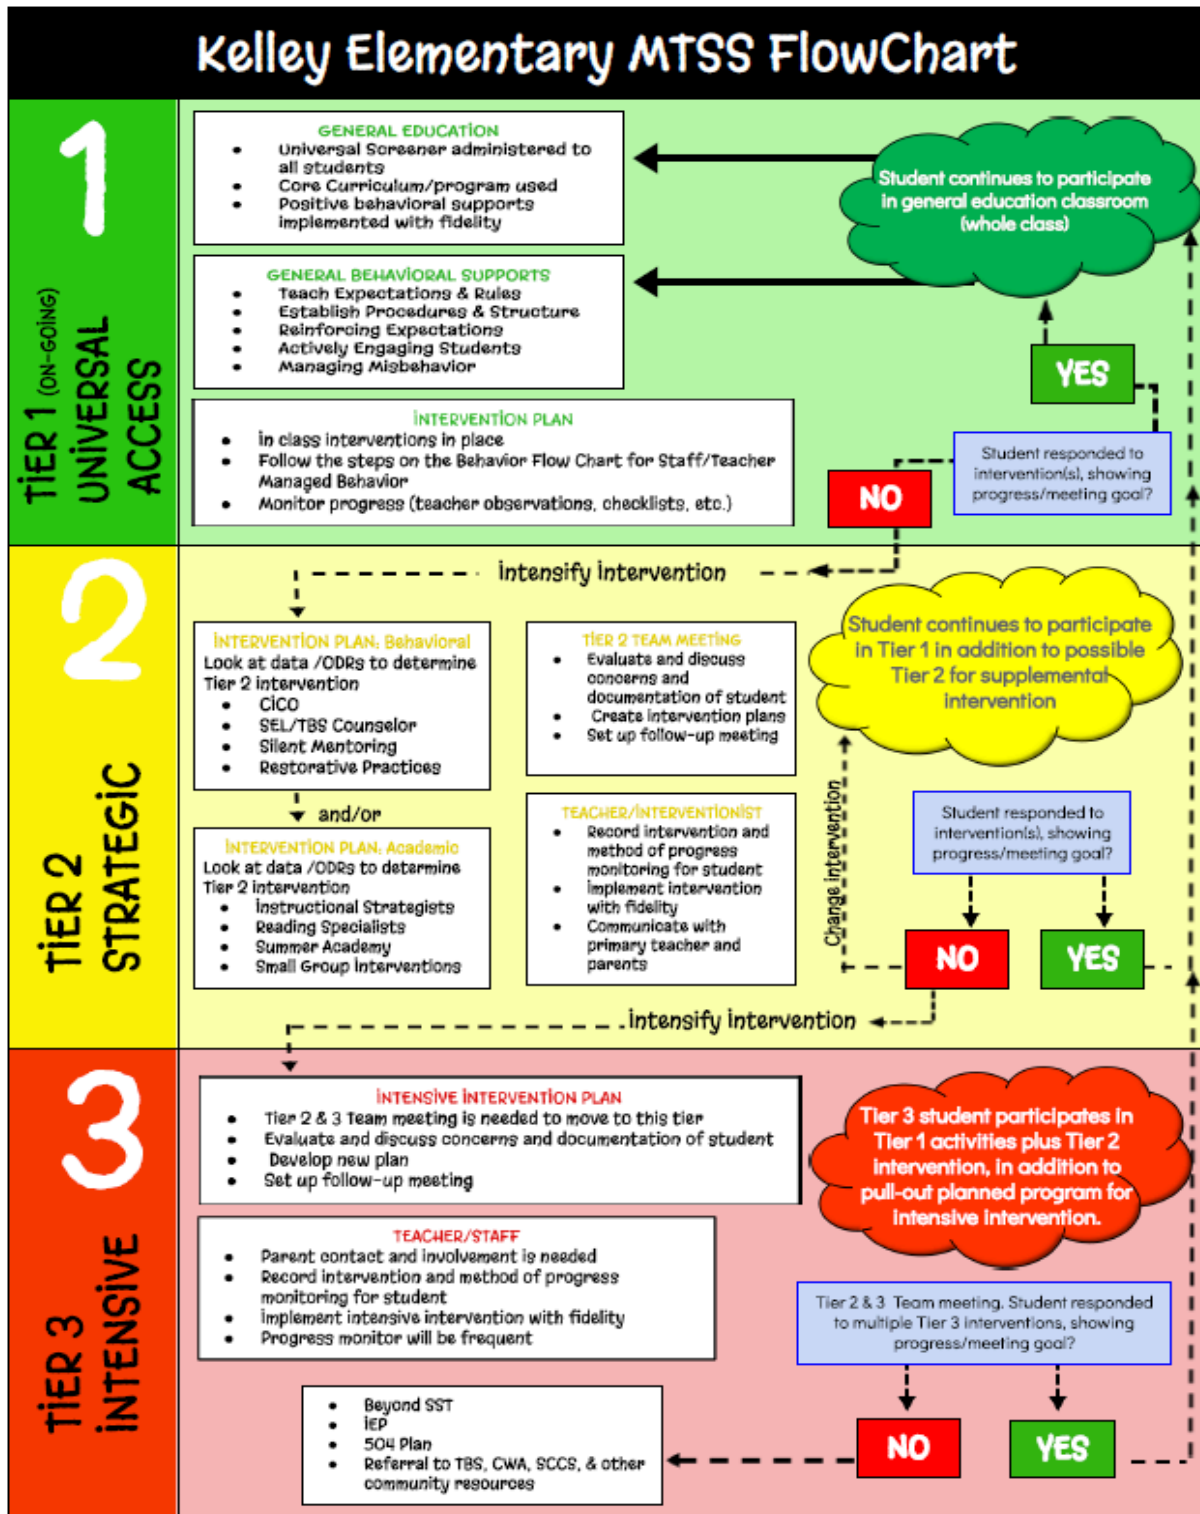 Kelley Elementary MTSS FlowChart
1
TIER 1 (ON-GOING)
UNIVERSAL
ACCESS
GENERAL EDUCATION
• Universal Screener administered to
all students
• Core Curriculum/program used
• Positive behavioral supports
implemented with fidelity
GENERAL BEHAVIORAL SUPPORTS
• Teach Expectations & Rules
• Establish Procedures & Structure
• Reinforcing Expectations
• Actively Engaging Students
• Managing Misbehavior
INTERVENTION PLAN
• in class interventions in place
• Follow the steps on the Behavior Flow Chart for Staff/Teacher
Managed Behavior
• Monitor progress (teacher observations, checklists, etc.)
Student continues to participate
in general education classroom
(whole class)
YES
Student responded to
intervention(s), showing
progress/meeting goal?
NO
2
TIER 2
STRATEGIC
intensify intervention
INTERVENTION PLAN: Behavioral
Look at data /ODRs to determine
Tier 2 intervention
• CICO
• SEL/TBS Counselor
• Silent Mentoring
• Restorative Practices
and/or
INTERVENTION PLAN: Academic
Look at data /ODRs to determine
Tier 2 intervention
• instructional Strategists
• Reading Specialists
• Summer Academy
• Small Group interventions
TIER 2 TEAM MEETING
• Evaluate and discuss
concerns and
documentation of student
• Create intervention plans
• Set up follow-up meeting
TEACHER/INTERVENTIONIST
• Record intervention and
method of progress
monitoring for student
• implement intervention
with fidelity
• Communicate with
primary teacher and
parents
Student continues to participate
in Tier 1 in addition to possible
Tier 2 for supplemental
intervention
Change intervention
Student responded to
intervention(s), showing
progress/meeting goal?
NO
YES
intensify intervention
3
TIER 3
INTENSIVE
INTENSIVE INTERVENTION PLAN
• Tier 2 & 3 Team meeting is needed to move to this tier
• Evaluate and discuss concerns and documentation of student
• Develop new plan
• Set up follow-up meeting
TEACHER/STAFF
• Parent contact and involvement is needed
• Record intervention and method of progress
monitoring for student
• implement intensive intervention with fidelity
• Progress monitor will be frequent
• Beyond SST
• IEP
• 504 Plan
• Referral to TBS, CWA, SCCS, & other
community resources
Tier 3 student participates in
Tier 1 activities plus Tier 2
intervention, in addition to
pull-out planned program for
intensive intervention.
Tier 2 & 3 Team meeting. Student responded
to multiple Tier 3 interventions, showing
progress/meeting goal?
NO
YES